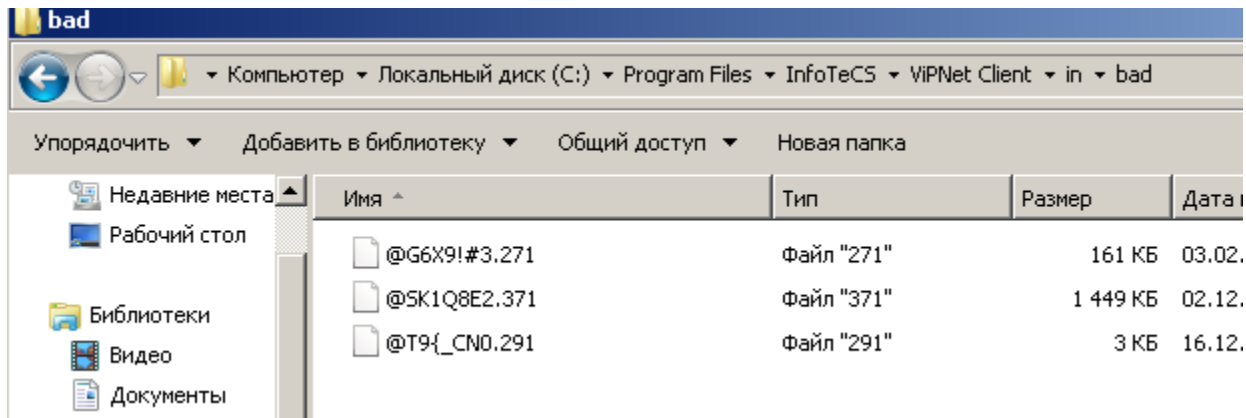 bad
Компьютер Локальный диск (C:) Program Files InfoTeCS ViPNet Client in bad
Упорядочить Добавить в библиотеку Общий доступ Новая папка
Недавние места
Рабочий стол
Библиотеки
Видео
Документы
Имя Тип Размер Дата
@G6X9!#3.271 Файл "271" 161 КБ 03.02.
@SK1Q8E2.371 Файл "371" 1 449 КБ 02.12.
@T9{_CN0.291 Файл "291" 3 КБ 16.12.